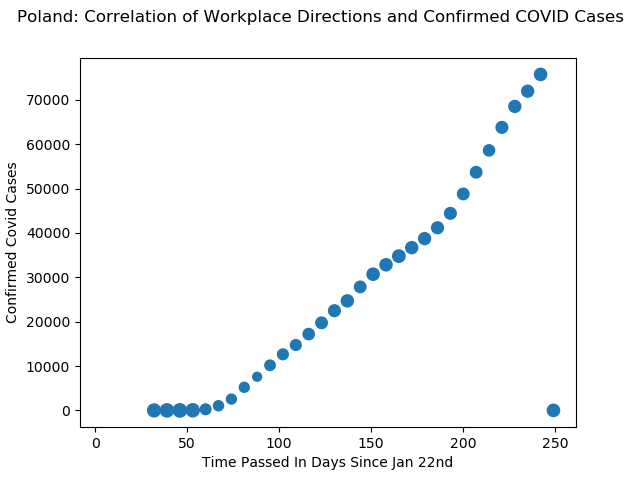 Poland: Correlation of Workplace Directions and Confirmed COVID Cases
70000
60000
50000
40000
30000
20000
10000
0
Confirmed Covid Cases
0 50 100 150 200 250
Time Passed In Days Since Jan 22nd